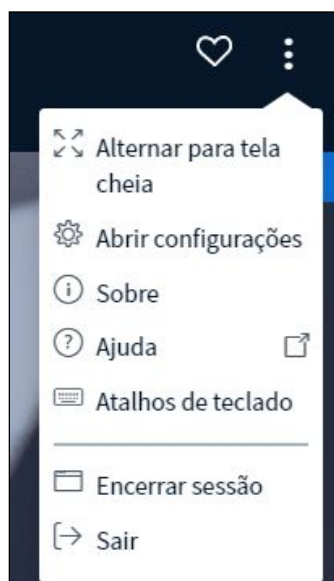 Alternar para tela
cheia
Abrir configurações
Sobre
Ajuda
Atalhos de teclado
Encerrar sessão
Sair